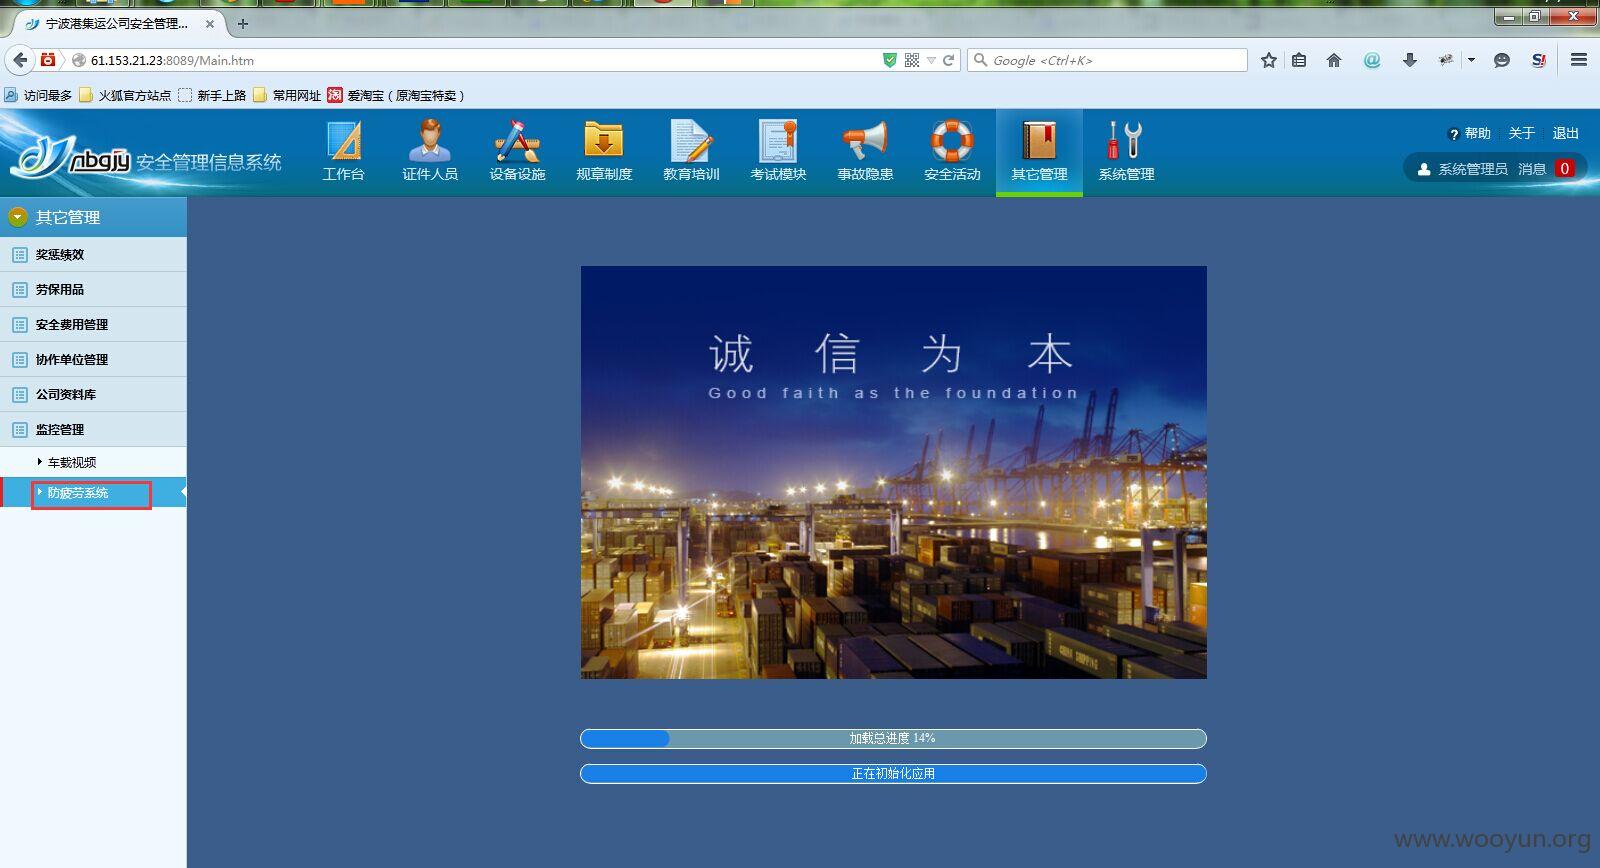 宁波港集运公司安全管理...
61.153.21.23:8089/Main.htm
Google <Ctrl+K>
访问最多 火狐官方站点 新手上路 常用网址 爱淘宝（原淘宝特卖）
nbgjy 安全管理信息系统
工作台 证件人员 设备设施 规章制度 教育培训 考试模块 事故隐患 安全活动 其它管理 系统管理
帮助 关于 退出
系统管理员 消息 0
其它管理
奖惩绩效
劳保用品
安全费用管理
协作单位管理
公司资料库
监控管理
车载视频
防疲劳系统
诚信为本
Good faith as the foundation
CHINA SHIPPING
加载总进度 14%
正在初始化应用
www.wooyun.org